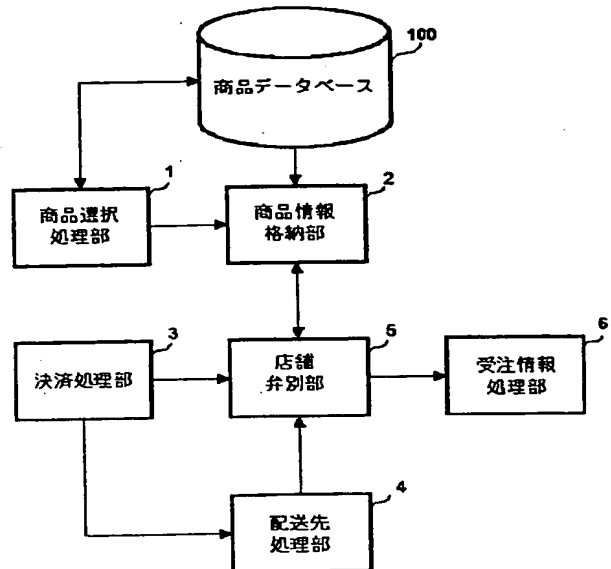 100
商品データベース
1
商品選択
処理部
2
商品情報
格納部
3
決済処理部
5
店舗
弁別部
6
受注情報
処理部
4
配送先
処理部